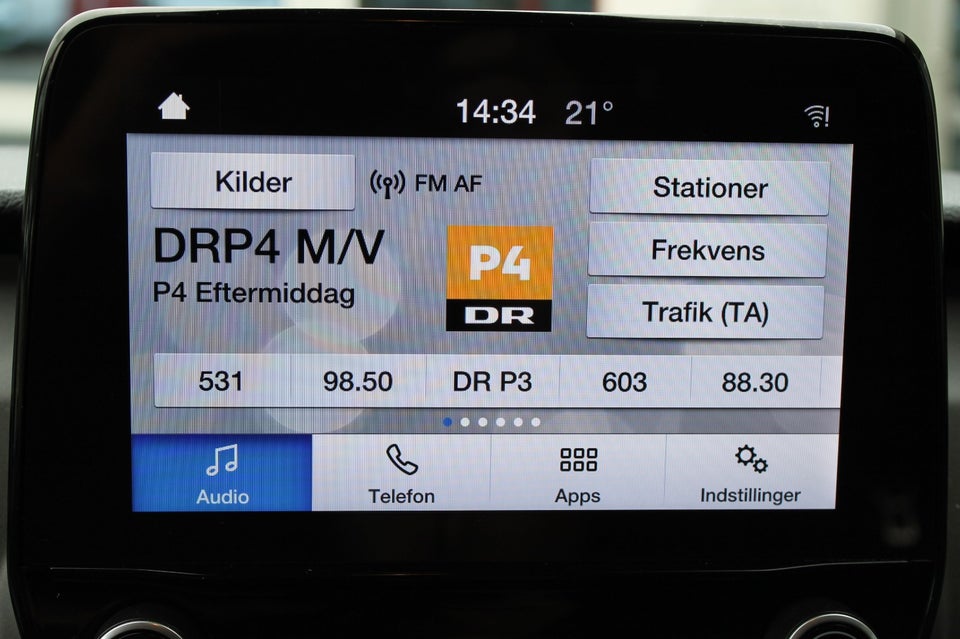 14:34 21°
Kilder FM AF
Stationer
DRP4 M/V
P4 Eftermiddag
P4
DR
Frekvens
Trafik (TA)
531 98.50 DR P3 603 88.30
Audio Telefon Apps Indstillinger